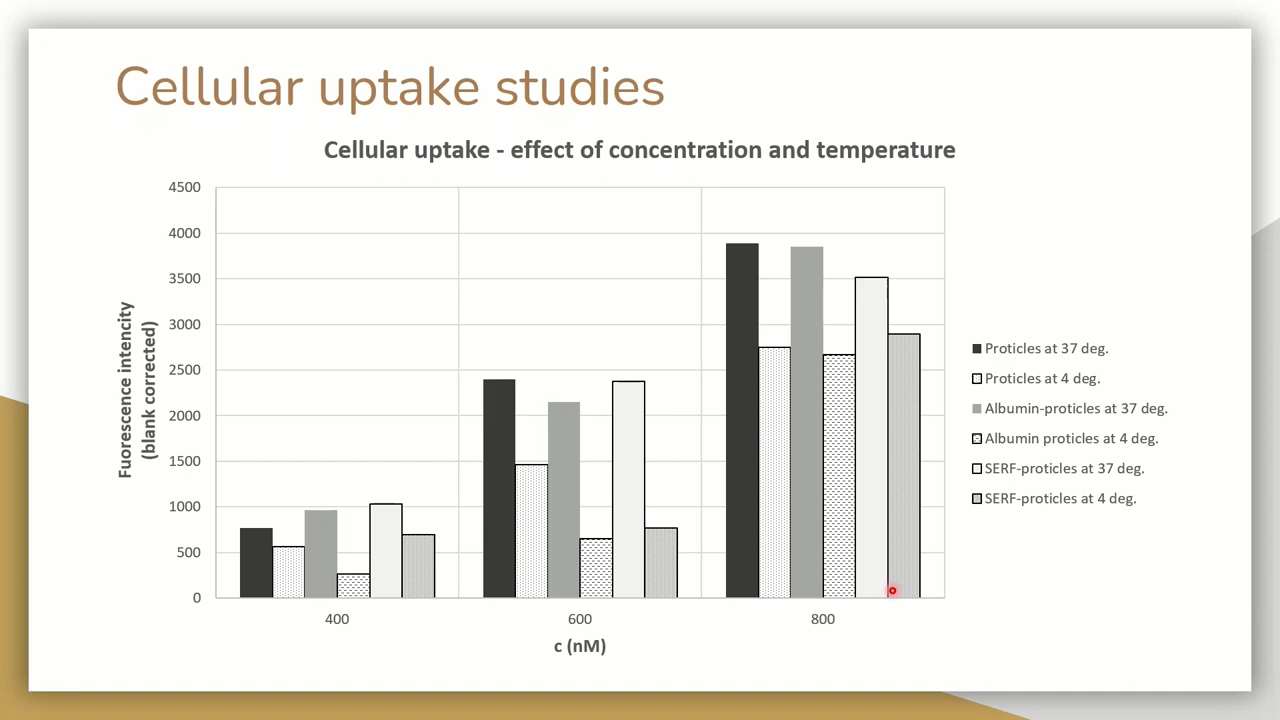 Cellular uptake studies
Cellular uptake - effect of concentration and temperature
4500
4000
3500
3000
2500
2000
1500
1000
500
0
Fuorescence intencity
(blank corrected)
400
600
800
c (nM)
Proticles at 37 deg.
Proticles at 4 deg.
Albumin-proticles at 37 deg.
Albumin proticles at 4 deg.
SERF-proticles at 37 deg.
SERF-proticles at 4 deg.